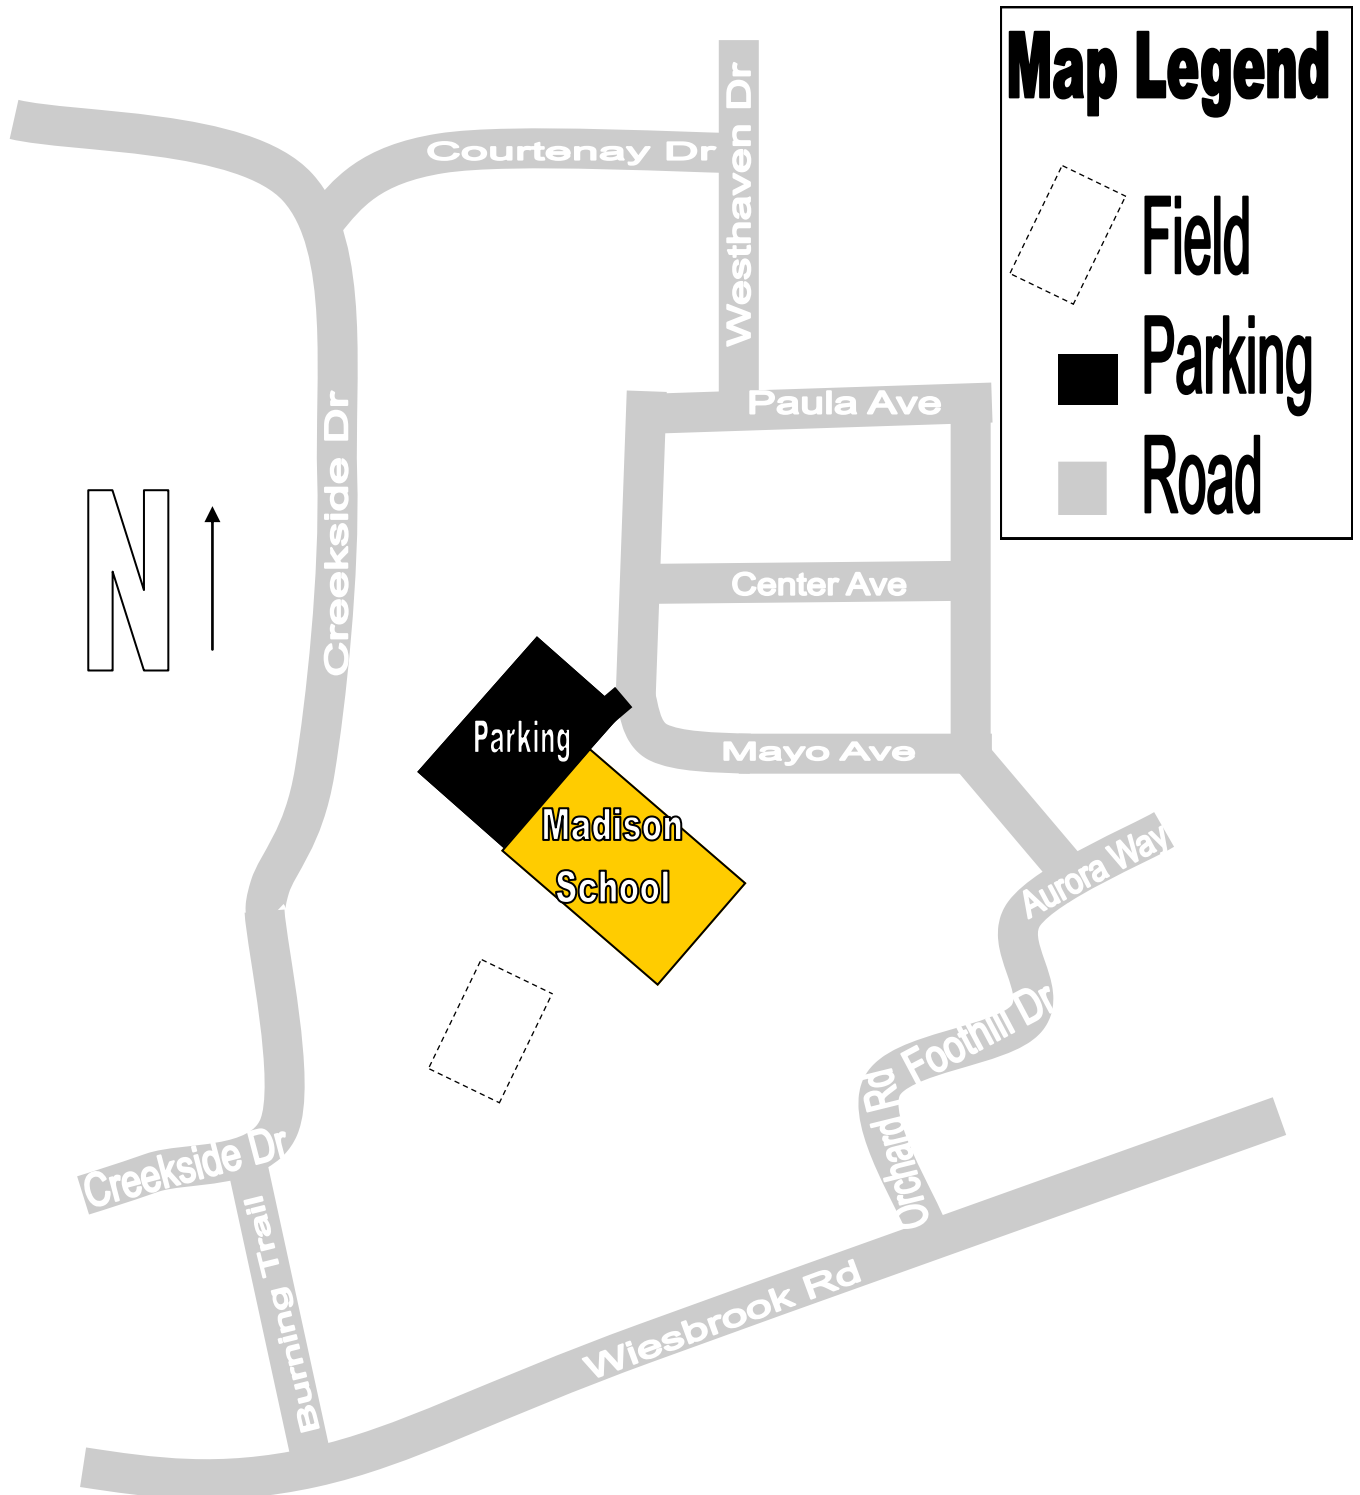 Map Legend
Field
Parking
Road
Westhaven Dr
Courtenay Dr
Paula Ave
Creekside Dr
N
Center Ave
Parking
Mayo Ave
Madison
School
Aurora Way
Foothill Dr
Orchard Rd
Creekside Dr
Burning Trail
Wiesbrook Rd